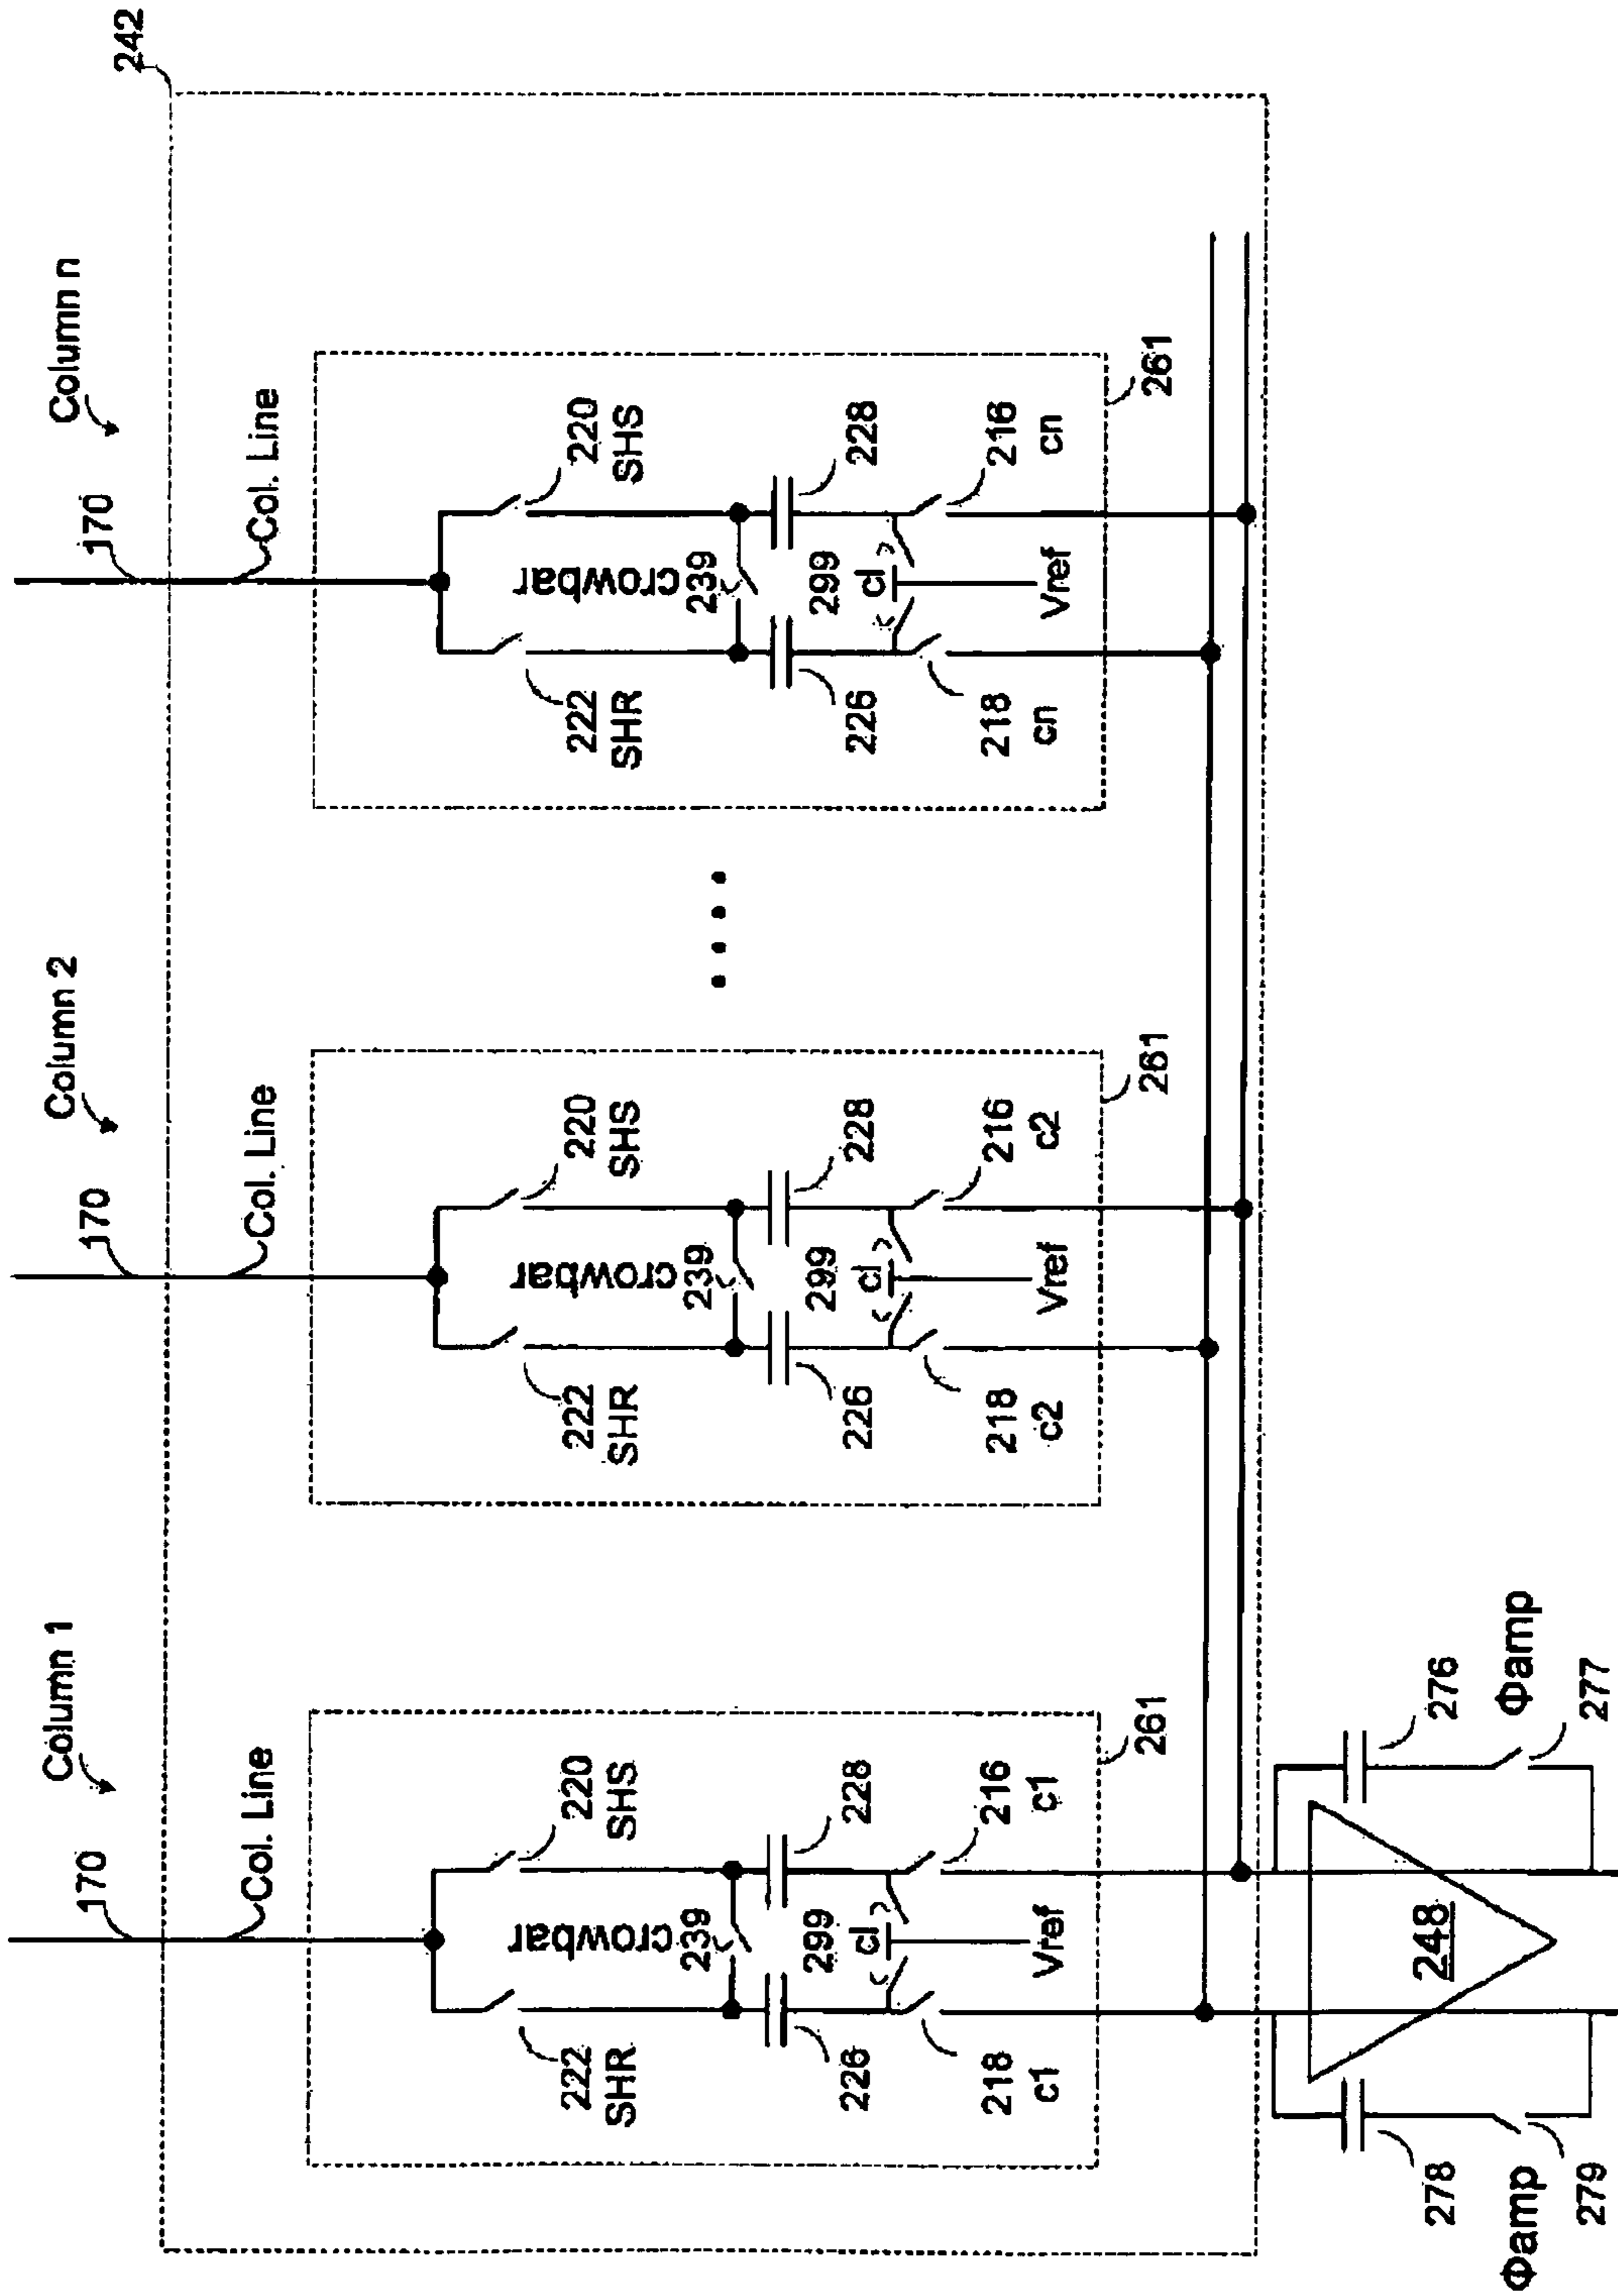 242
Column 1
170
Col. Line
222
SHR
220
SHS
crowbar
239
226
228
299
cl
218
c1
216
c1
Vref
261
Column 2
170
Col. Line
222
SHR
220
SHS
crowbar
239
226
228
299
cl
218
c2
216
c2
Vref
261
Column n
170
Col. Line
222
SHR
220
SHS
crowbar
239
226
228
299
cl
218
cn
216
cn
Vref
261
278
Φamp
279
248
276
Φamp
277